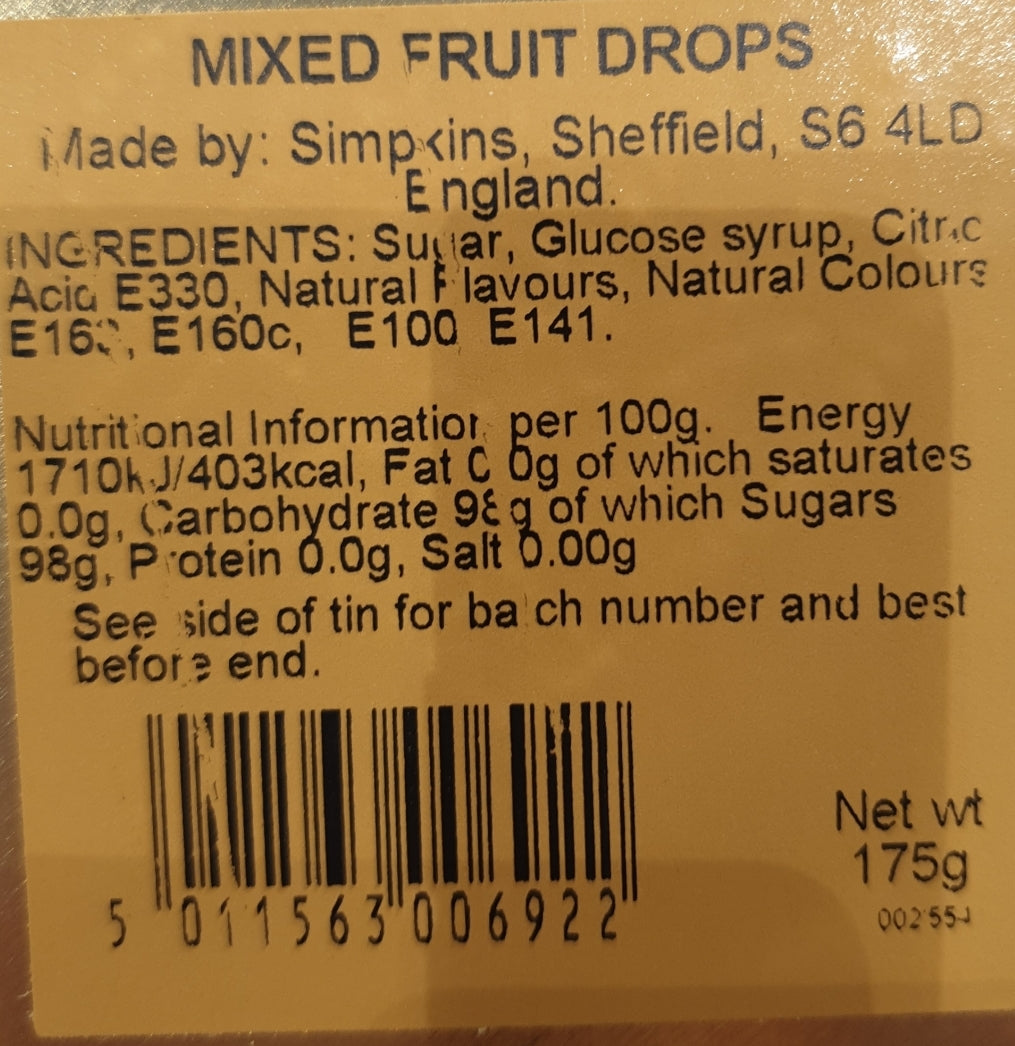 MIXED FRUIT DROPS
Made by: Simpkins, Sheffield, S6 4LD
England.
INGREDIENTS: Sugar, Glucose syrup, Citric
Acid E330, Natural Flavours, Natural Colours
E163, E160c, E100 E141.
Nutritional Information per 100g. Energy
1710kJ/403kcal, Fat 0.0g of which saturates
0.0g, Carbohydrate 98g of which Sugars
98g, Protein 0.0g, Salt 0.00g
See side of tin for batch number and best
before end.
Net wt
175g
5 011563 006922